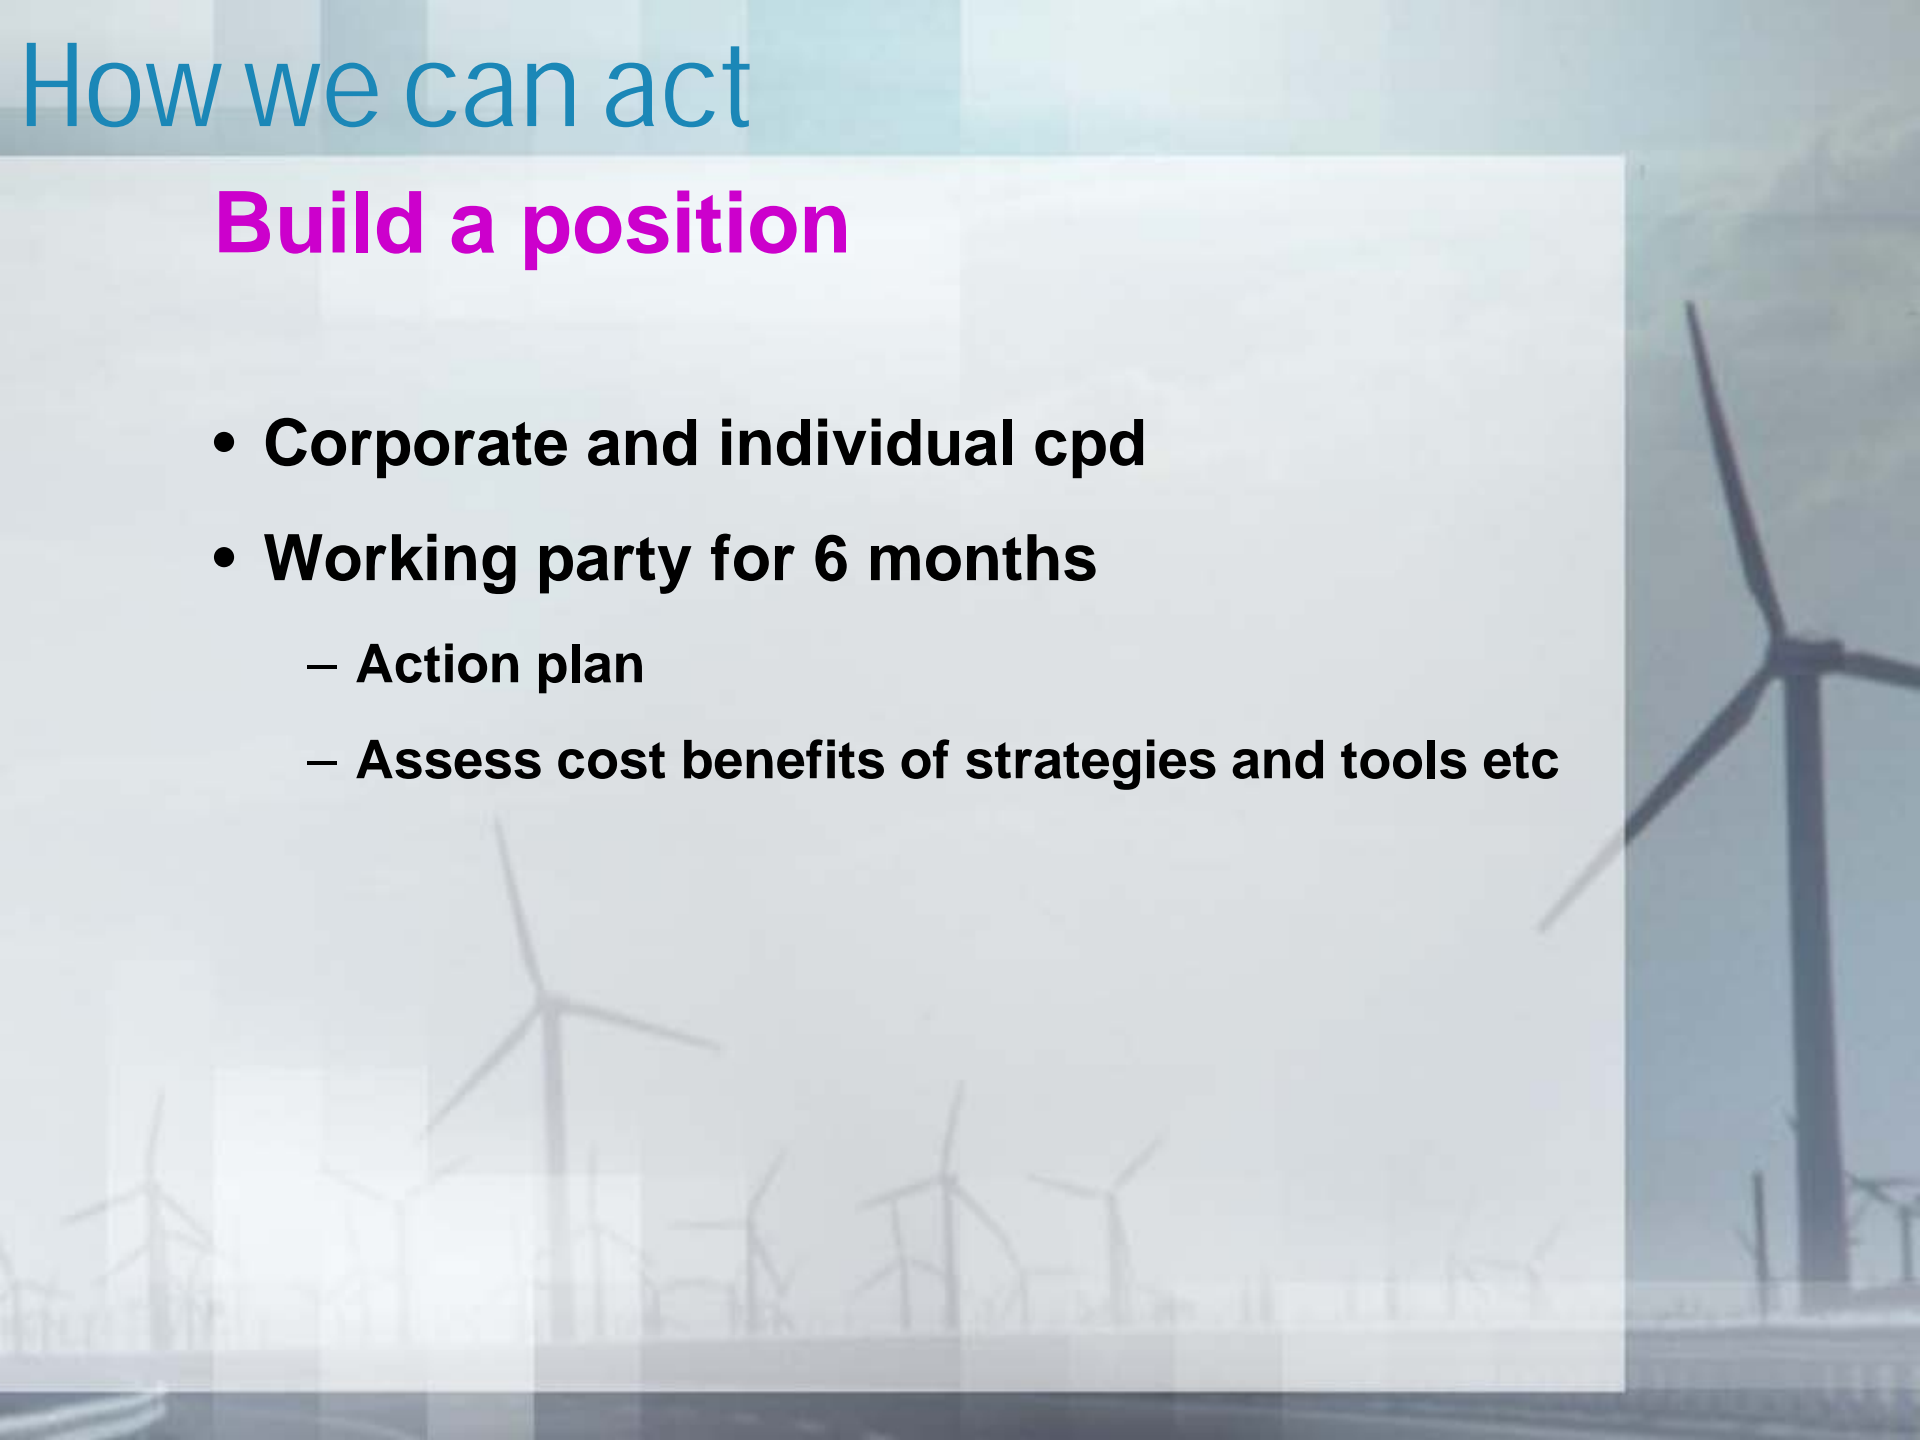 How we can act
Build a position
• Corporate and individual cpd
• Working party for 6 months
– Action plan
– Assess cost benefits of strategies and tools etc